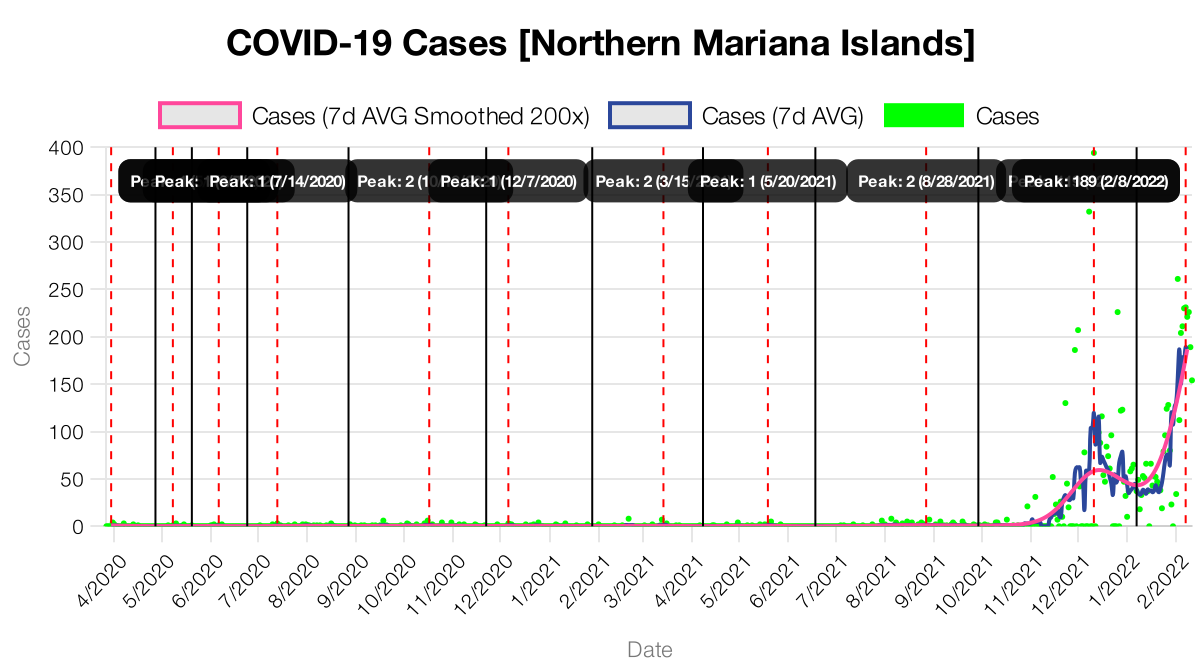 COVID-19 Cases [Northern Mariana Islands]
Cases (7d AVG Smoothed 200x) Cases (7d AVG) Cases
400
350
300
250
200
150
100
50
0
Cases
Peak: Peak: 1 (7/14/2020) Peak: 2 Peak: 1 (12/7/2020) Peak: 2 (3/15/ Peak: 1 (5/20/2021) Peak: 2 (8/28/2021) Peak: 189 (2/8/2022)
4/2020 5/2020 6/2020 7/2020 8/2020 9/2020 10/2020 11/2020 12/2020 1/2021 2/2021 3/2021 4/2021 5/2021 6/2021 7/2021 8/2021 9/2021 10/2021 11/2021 12/2021 1/2022 2/2022
Date